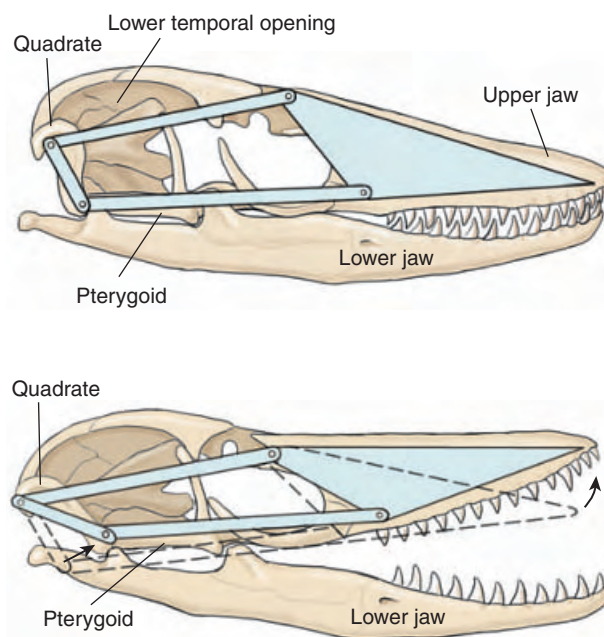 Lower temporal opening
Quadrate
Upper jaw
Lower jaw
Pterygoid
Quadrate
Pterygoid
Lower jaw